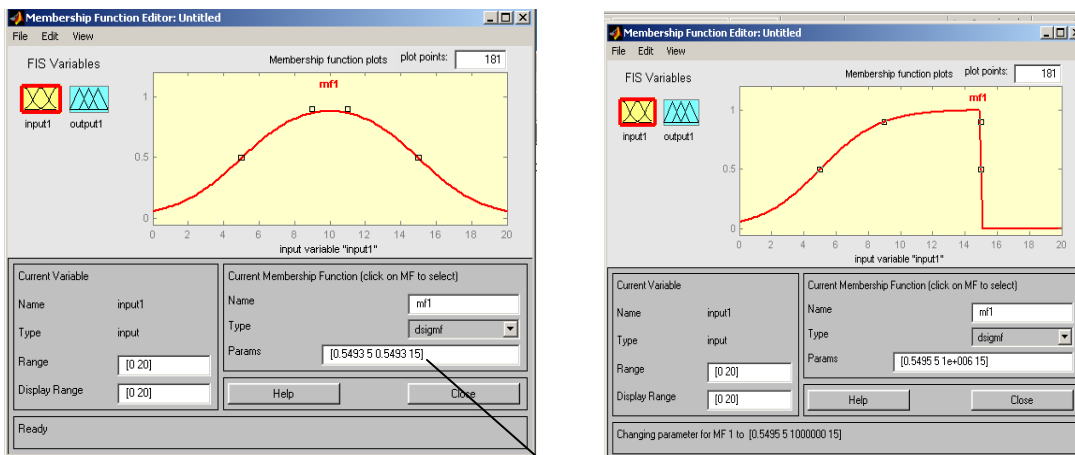 Membership Function Editor: Untitled
File Edit View
FIS Variables
Membership function plots plot points: 181
input1 output1
mf1
1
0.5
0
0 2 4 6 8 10 12 14 16 18 20
input variable "input1"
Current Variable
Name input1
Type input
Range [0 20]
Display Range [0 20]
Current Membership Function (click on MF to select)
Name mf1
Type dsigmf
Params [0.5493 5 0.5493 15]
Help Close
Ready
Membership Function Editor: Untitled
File Edit View
FIS Variables
Membership function plots plot points: 181
input1 output1
mf1
1
0.5
0
0 2 4 6 8 10 12 14 16 18 20
input variable "input1"
Current Variable
Name input1
Type input
Range [0 20]
Display Range [0 20]
Current Membership Function (click on MF to select)
Name mf1
Type dsigmf
Params [0.5495 5 1e+006 15]
Help Close
Changing parameter for MF 1 to [0.5495 5 1000000 15]